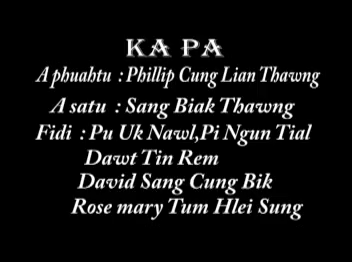 KA PA
A phuahtu : Phillip Cung Lian Thawng
A satu : Sang Biak Thawng
Fidi : Pu Uk Nawl,Pi Ngun Tial
Dawt Tin Rem
David Sang Cung Bik
Rose mary Tum Hlei Sung